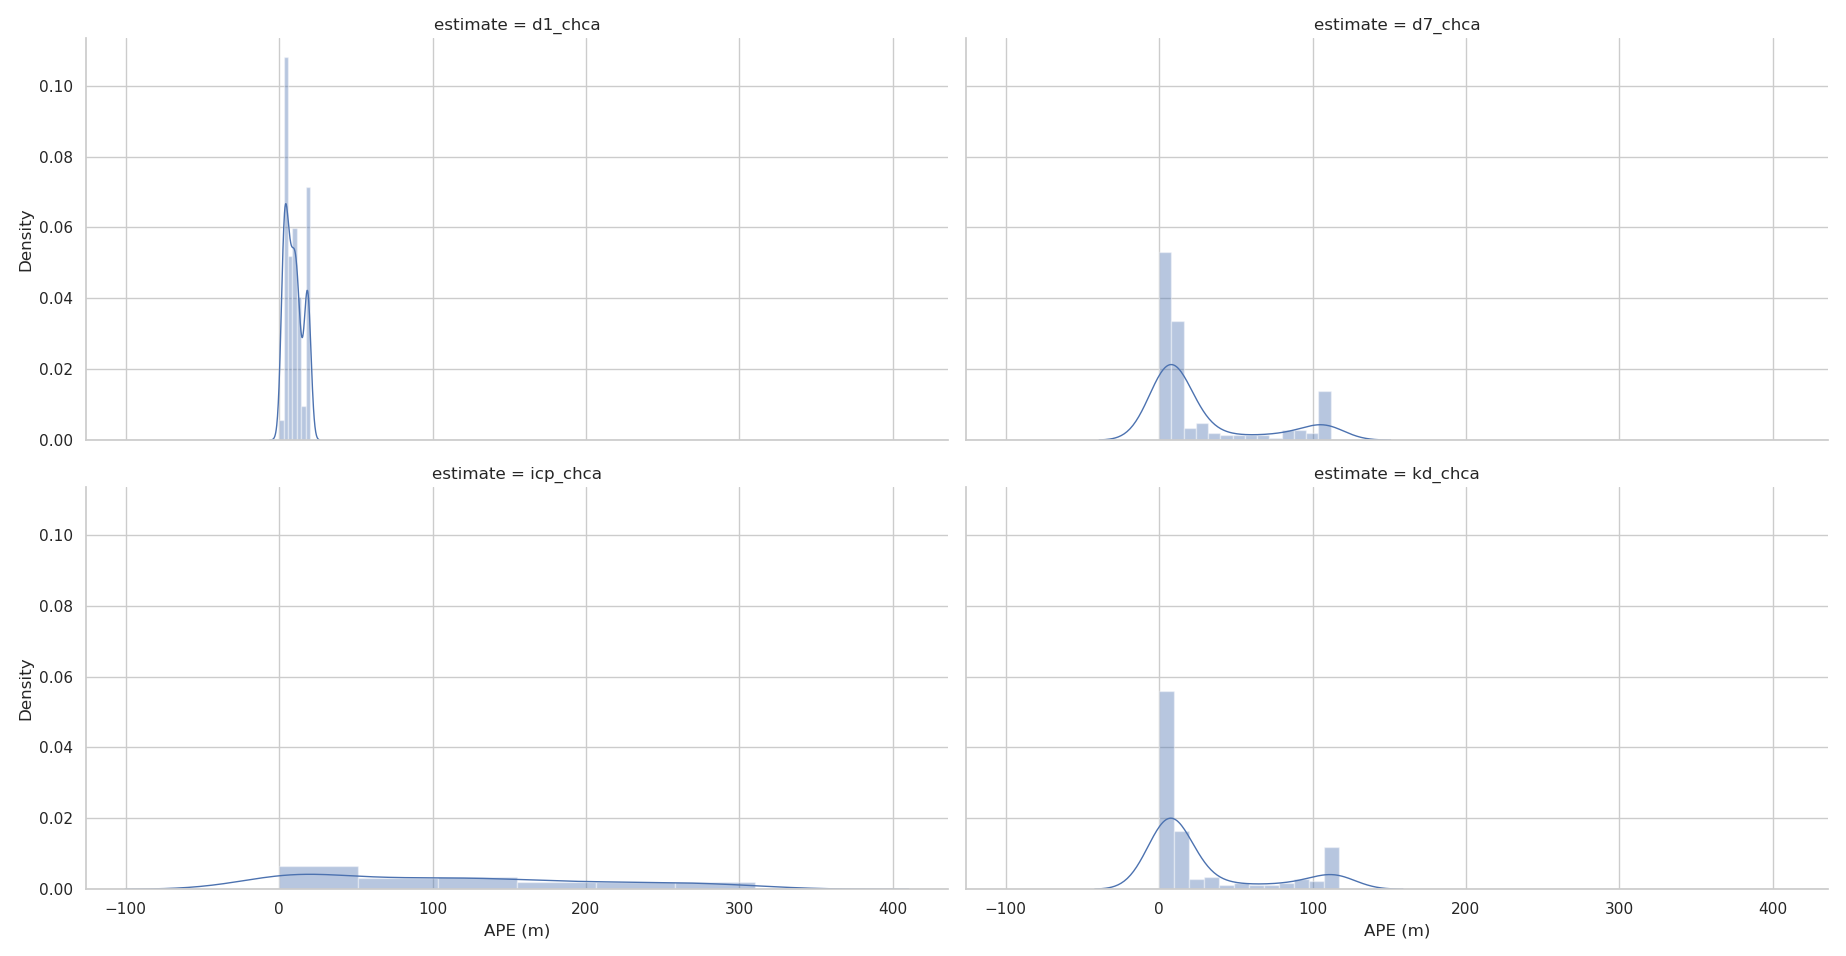 estimate = d1_chca
estimate = d7_chca
0.10
0.08
0.06
0.04
0.02
0.00
Density
estimate = icp_chca
estimate = kd_chca
0.10
0.08
0.06
0.04
0.02
0.00
Density
−100 0 100 200 300 400
−100 0 100 200 300 400
APE (m)
APE (m)